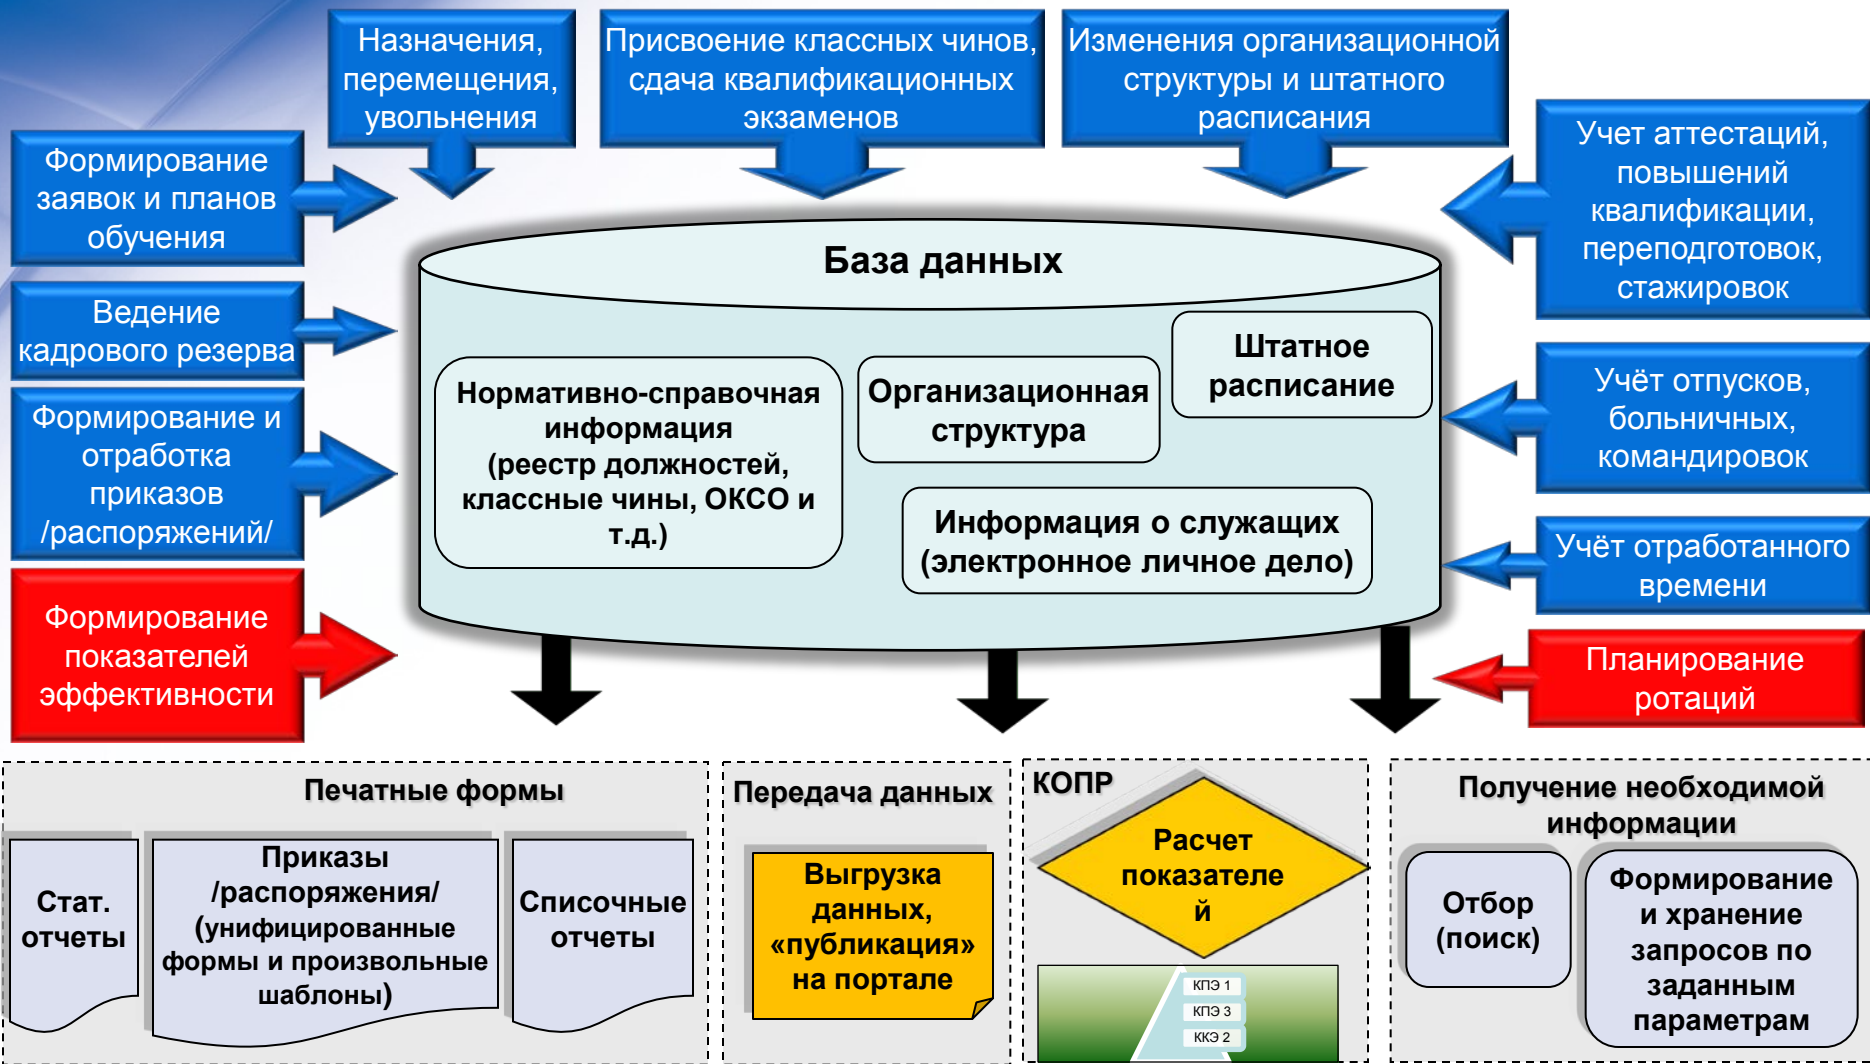 Назначения,
перемещения,
увольнения
Присвоение классных чинов,
сдача квалификационных
экзаменов
Изменения организационной
структуры и штатного
расписания
Формирование
заявок и планов
обучения
Ведение
кадрового резерва
Формирование и
отработка
приказов
/распоряжений/
Формирование
показателей
эффективности
Учет аттестаций,
повышений
квалификации,
переподготовок,
стажировок
Учёт отпусков,
больничных,
командировок
Учёт отработанного
времени
Планирование
ротаций
База данных
Нормативно-справочная
информация
(реестр должностей,
классные чины, ОКСО и
т.д.)
Организационная
структура
Штатное
расписание
Информация о служащих
(электронное личное дело)
Печатные формы
Стат.
отчеты
Приказы
/распоряжения/
(унифицированные
формы и произвольные
шаблоны)
Списочные
отчеты
Передача данных
Выгрузка
данных,
«публикация»
на портале
КОПР
Расчет
показателе
й
КПЭ 1
КПЭ 3
ККЭ 2
Получение необходимой
информации
Отбор
(поиск)
Формирование
и хранение
запросов по
заданным
параметрам